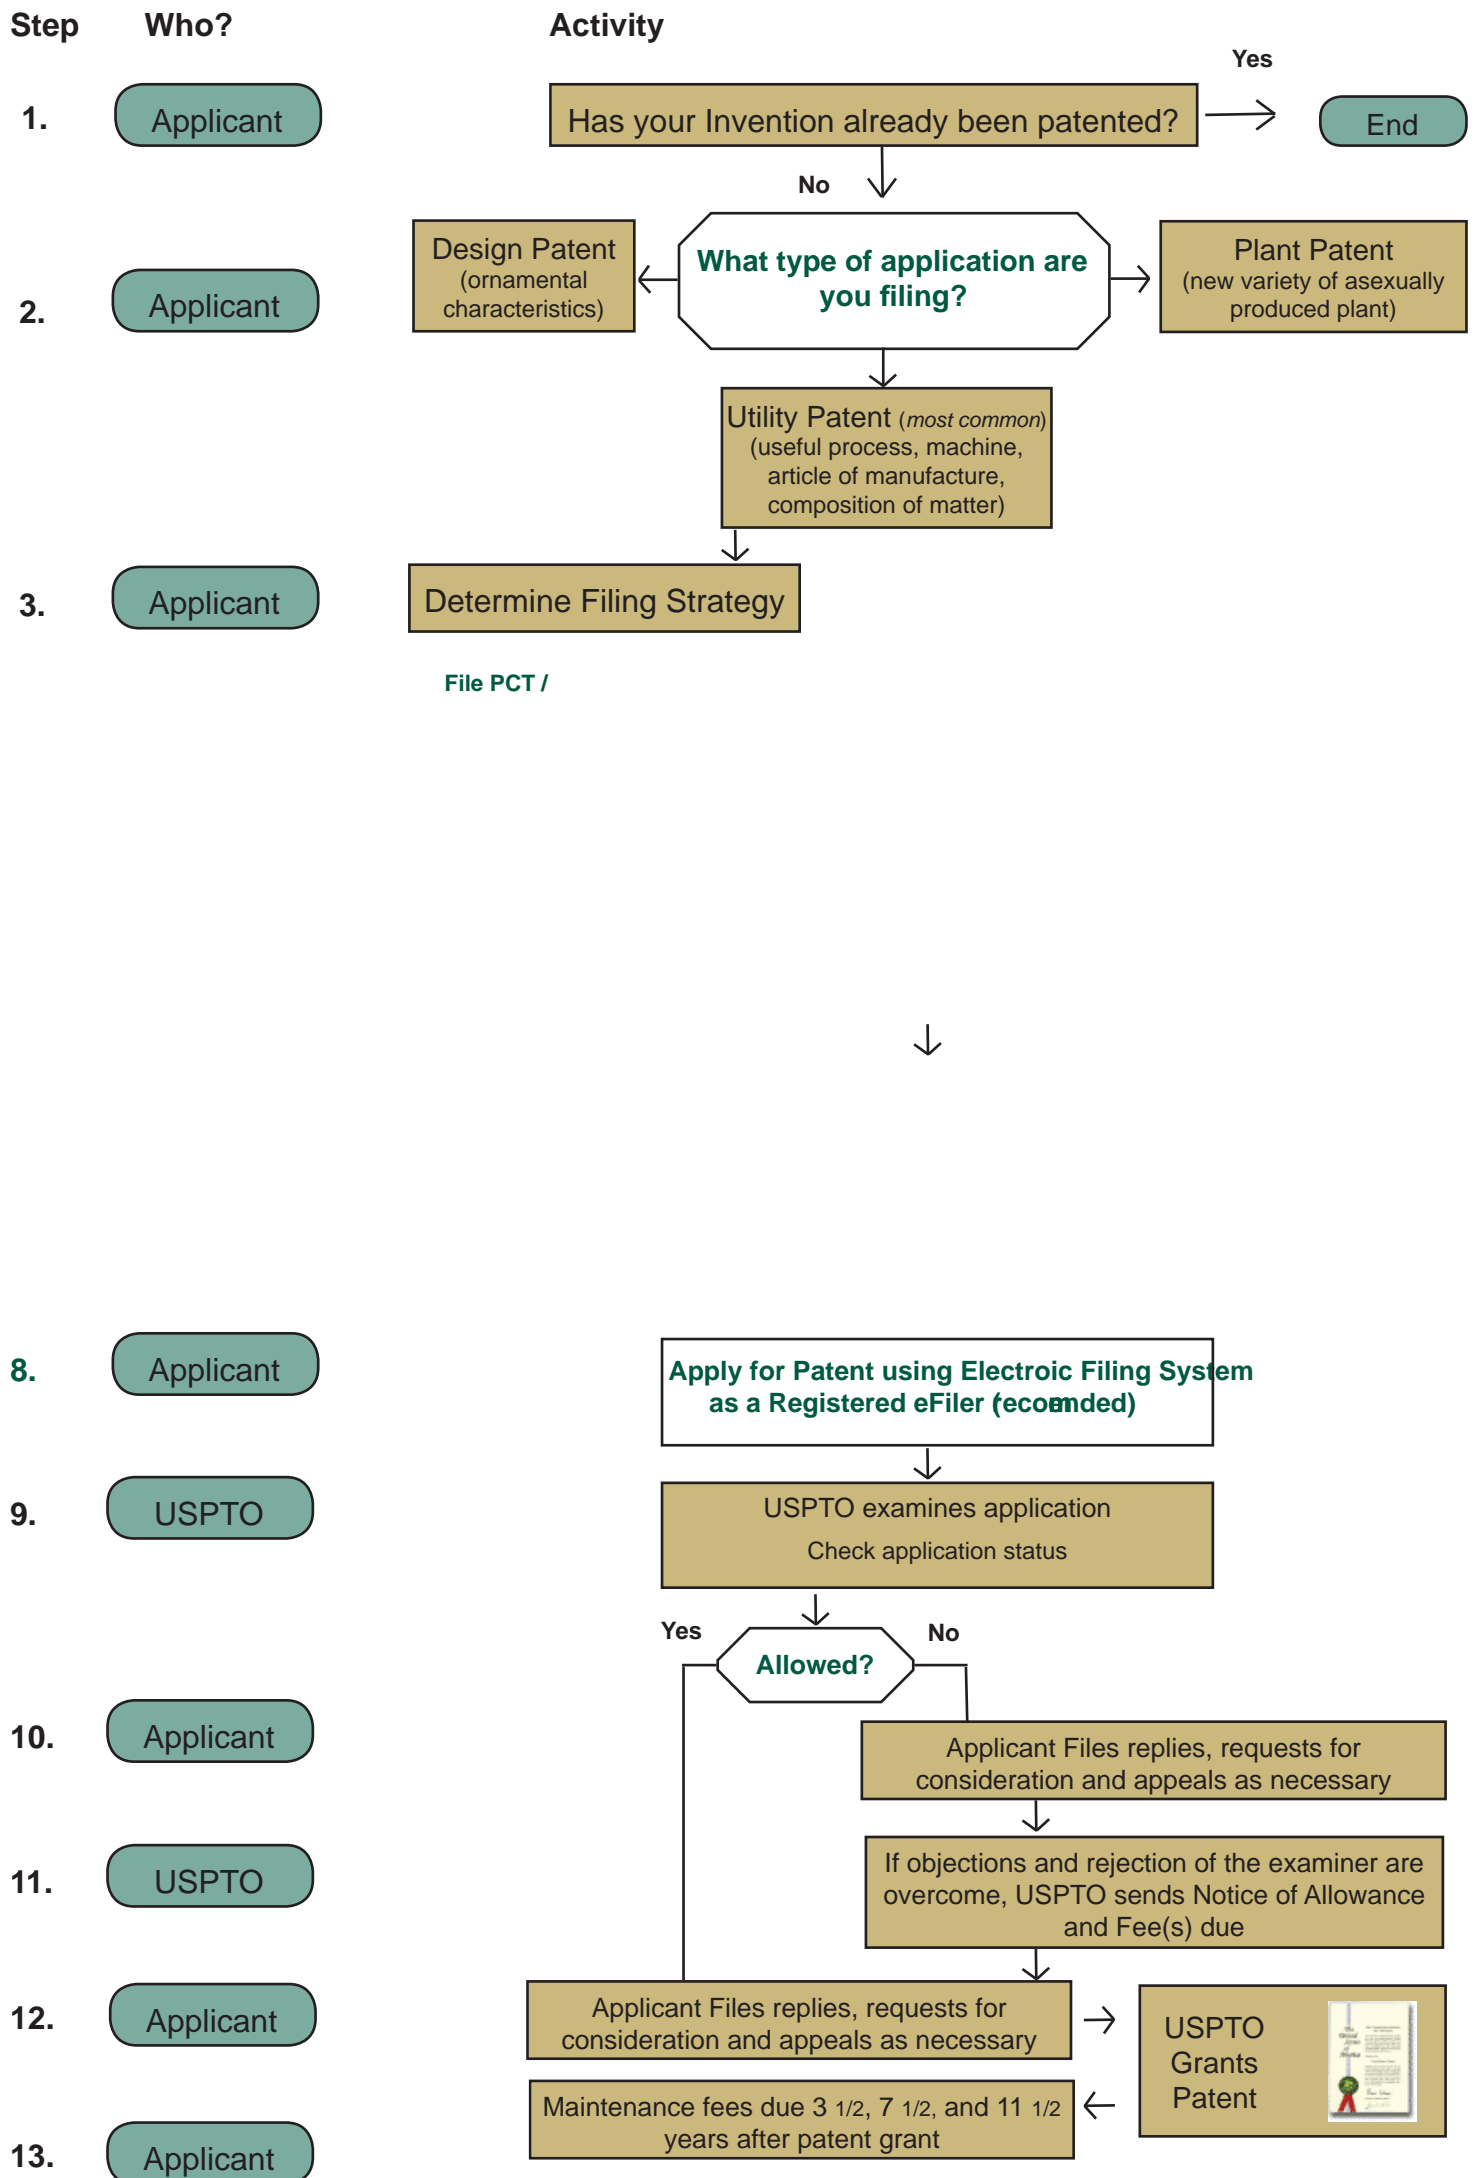 Step Who? Activity
Yes
1. Applicant Has your Invention already been patented? End
No
Design Patent
(ornamental
characteristics)
What type of application are
you filing?
Plant Patent
(new variety of asexually
produced plant)
2. Applicant
Utility Patent (most common)
(useful process, machine,
article of manufacture,
composition of matter)
3. Applicant Determine Filing Strategy
File PCT /
8. Applicant
Apply for Patent using Electroic Filing System
as a Registered eFiler (recomended)
9. USPTO
USPTO examines application
Check application status
Yes
No
Allowed?
10. Applicant
Applicant Files replies, requests for
consideration and appeals as necessary
11. USPTO
If objections and rejection of the examiner are
overcome, USPTO sends Notice of Allowance
and Fee(s) due
12. Applicant
Applicant Files replies, requests for
consideration and appeals as necessary
USPTO
Grants
Patent
Maintenance fees due 3 1/2, 7 1/2, and 11 1/2
years after patent grant
13. Applicant